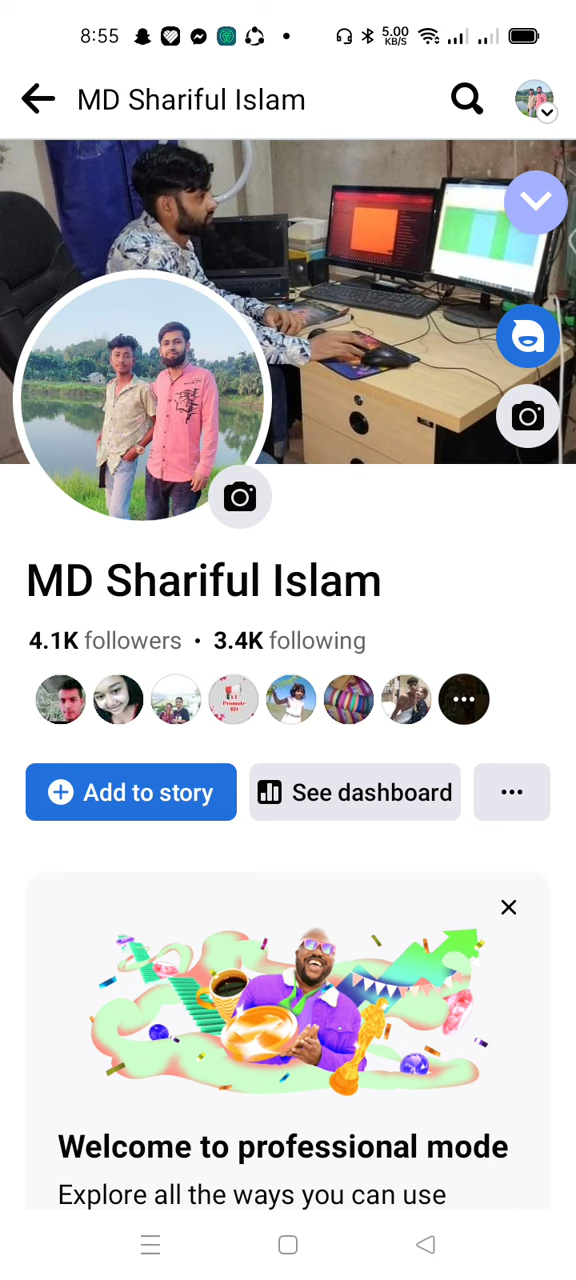 8:55
5.00
KB/S
MD Shariful Islam
MD Shariful Islam
4.1K followers • 3.4K following
Promote
Add to story
See dashboard
Welcome to professional mode
Explore all the ways you can use